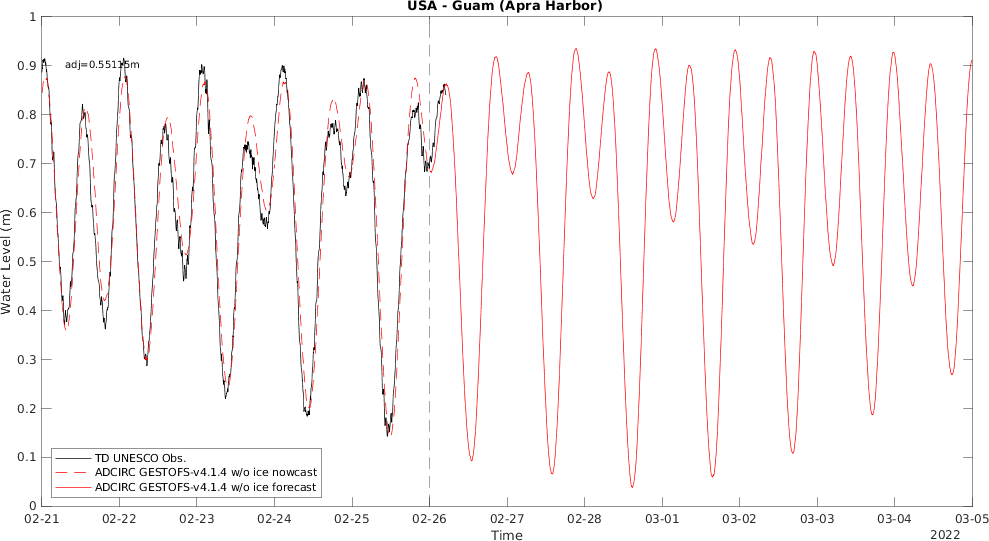 USA - Guam (Apra Harbor)
adj=0.55115m
Water Level (m)
1
0.9
0.8
0.7
0.6
0.5
0.4
0.3
0.2
0.1
0
TD UNESCO Obs.
ADCIRC GESTOFS-v4.1.4 w/o ice nowcast
ADCIRC GESTOFS-v4.1.4 w/o ice forecast
02-21 02-22 02-23 02-24 02-25 02-26 02-27 02-28 03-01 03-02 03-03 03-04 03-05
Time
2022